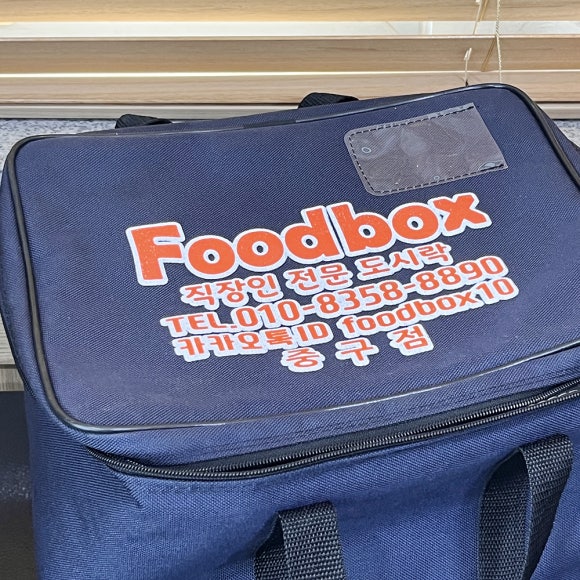 Foodbox
직장인 전문 도시락
TEL.010-8358-8890
카카오톡ID foodbox10
중구점